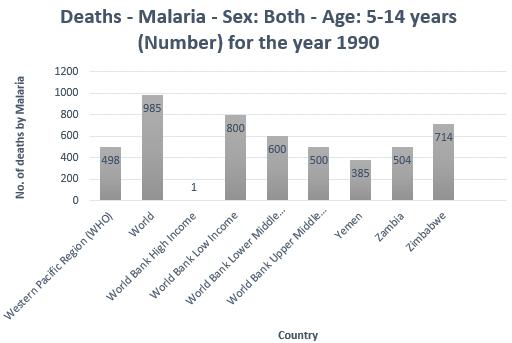 Deaths - Malaria - Sex: Both - Age: 5-14 years
(Number) for the year 1990
No. of deaths by Malaria
1200
1000
800
600
400
200
0
498
985
1
800
600
500
385
504
714
Western Pacific Region (WHO)
World
World Bank High Income
World Bank Low Income
World Bank Lower Middle...
World Bank Upper Middle...
Yemen
Zambia
Zimbabwe
Country